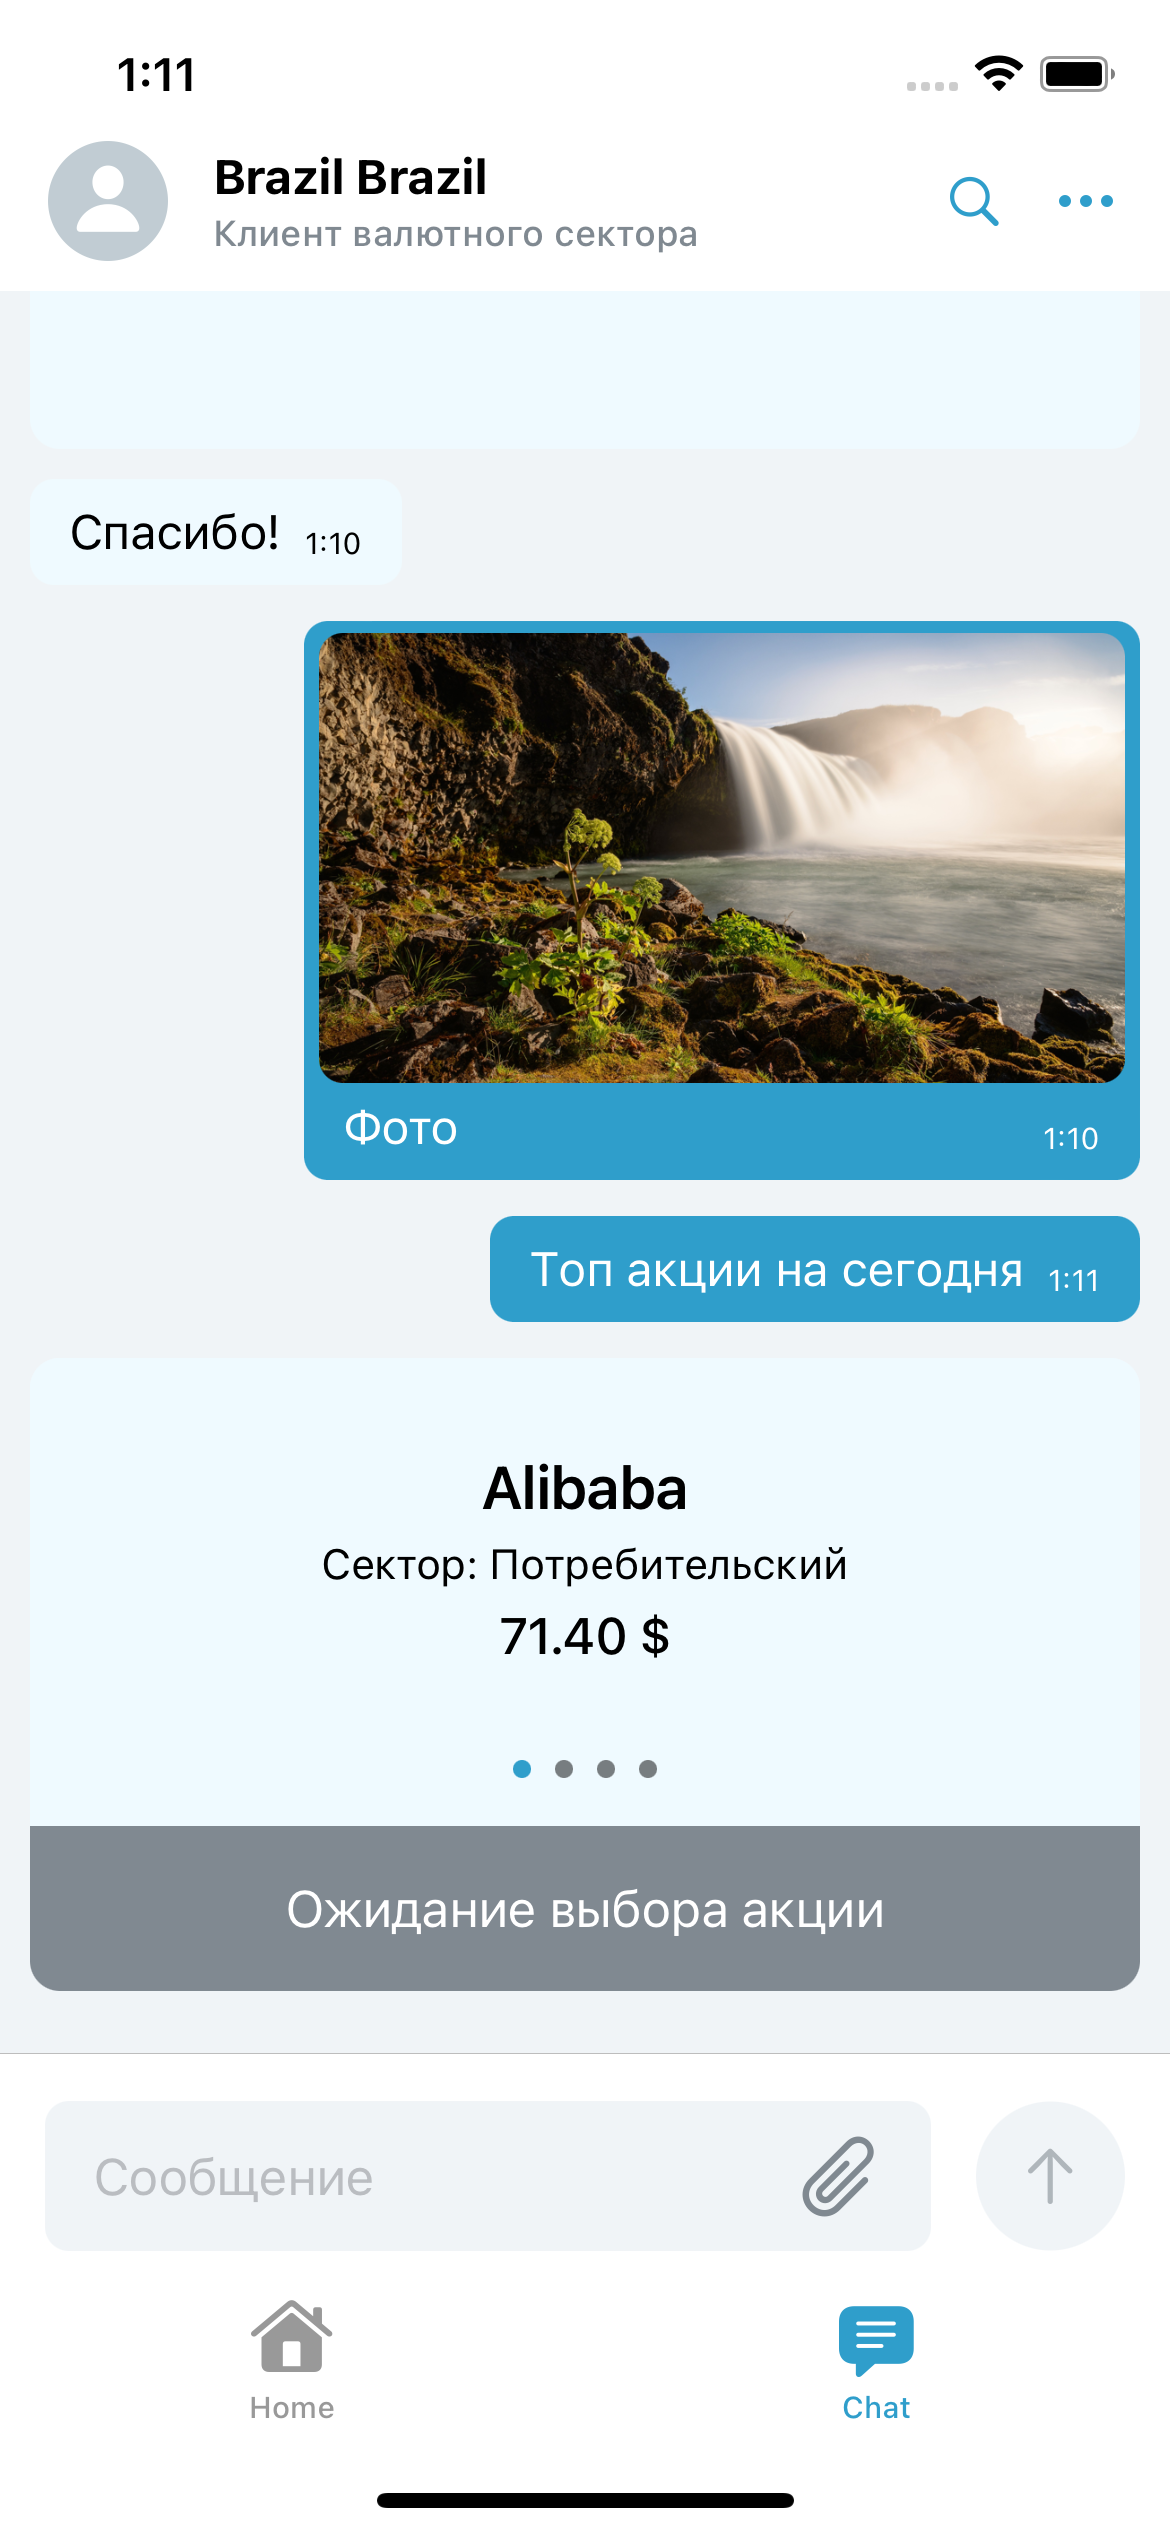 1:11
Brazil Brazil
Клиент валютного сектора
Спасибо! 1:10
Фото 1:10
Топ акции на сегодня 1:11
Alibaba
Сектор: Потребительский
71.40 $
Ожидание выбора акции
Сообщение
Home Chat